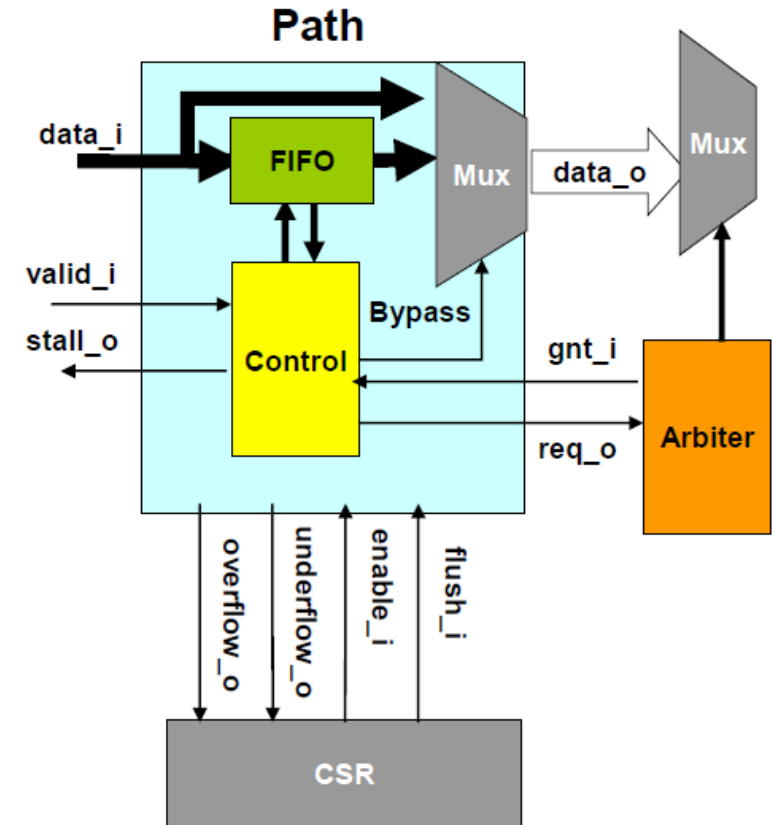 Path
data_i
FIFO
Mux
data_o
Mux
valid_i
stall_o
Control
Bypass
gnt_i
req_o
Arbiter
overflow_o
underflow_o
enable_i
flush_i
CSR